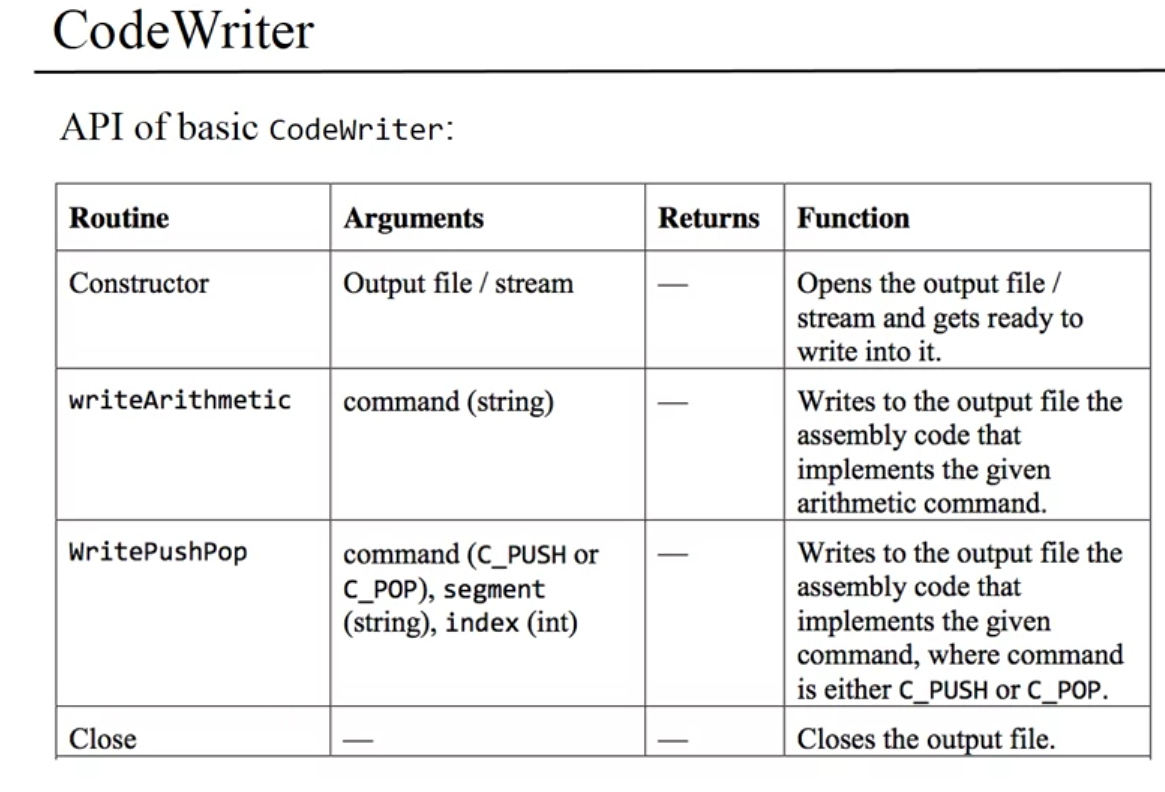 CodeWriter
API of basic CodeWriter:
Routine Arguments Returns Function
Constructor Output file / stream — Opens the output file /
stream and gets ready to
write into it.
writeArithmetic command (string) — Writes to the output file the
assembly code that
implements the given
arithmetic command.
WritePushPop command (C_PUSH or — Writes to the output file the
C_POP), segment assembly code that
(string), index (int) implements the given
command, where command
is either C_PUSH or C_POP.
Close — — Closes the output file.